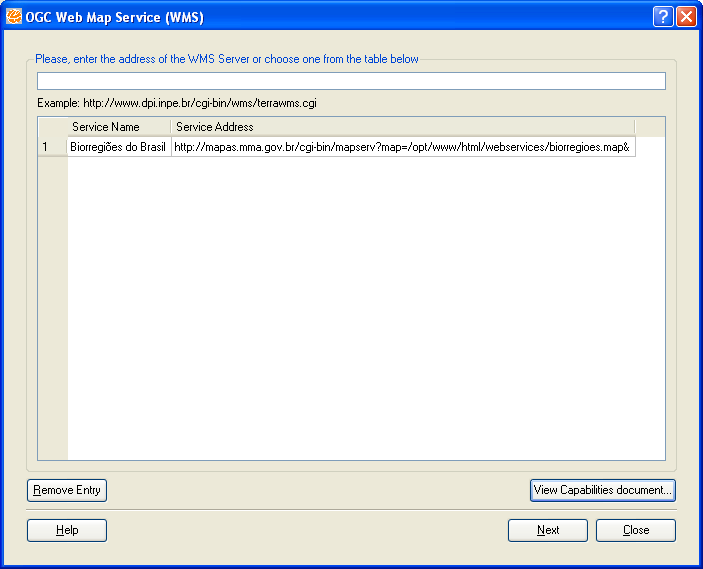 OGC Web Map Service (WMS)
Please, enter the address of the WMS Server or choose one from the table below
Example: http://www.dpi.inpe.br/cgi-bin/wms/terrawms.cgi
Service Name Service Address
1 Biorregiões do Brasil http://mapas.mma.gov.br/cgi-bin/mapserv?map=/opt/www/html/webservices/biorregioes.map&
Remove Entry View Capabilities document...
Help Next Close